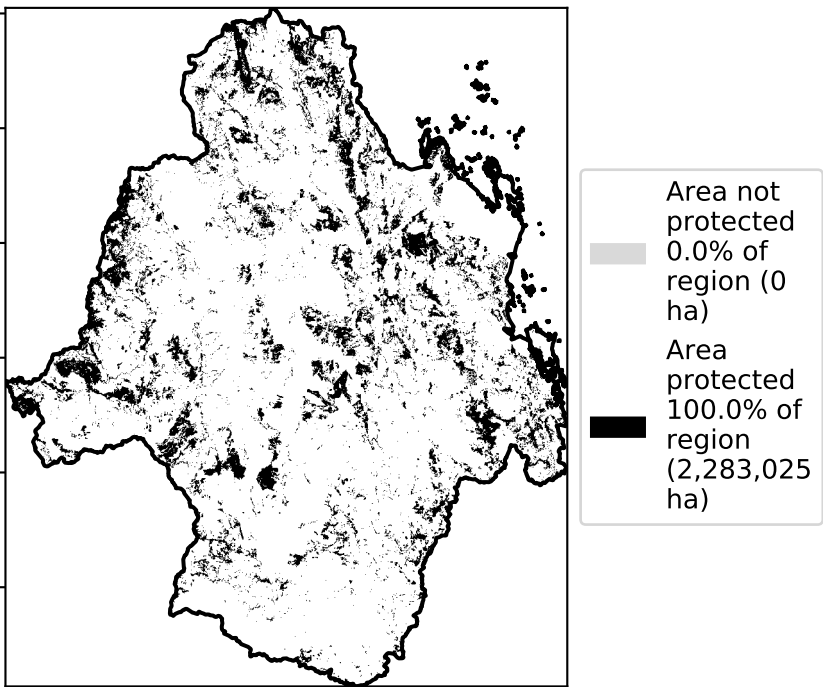 Area not
protected
0.0% of
region (0
ha)
Area
protected
100.0% of
region
(2,283,025
ha)